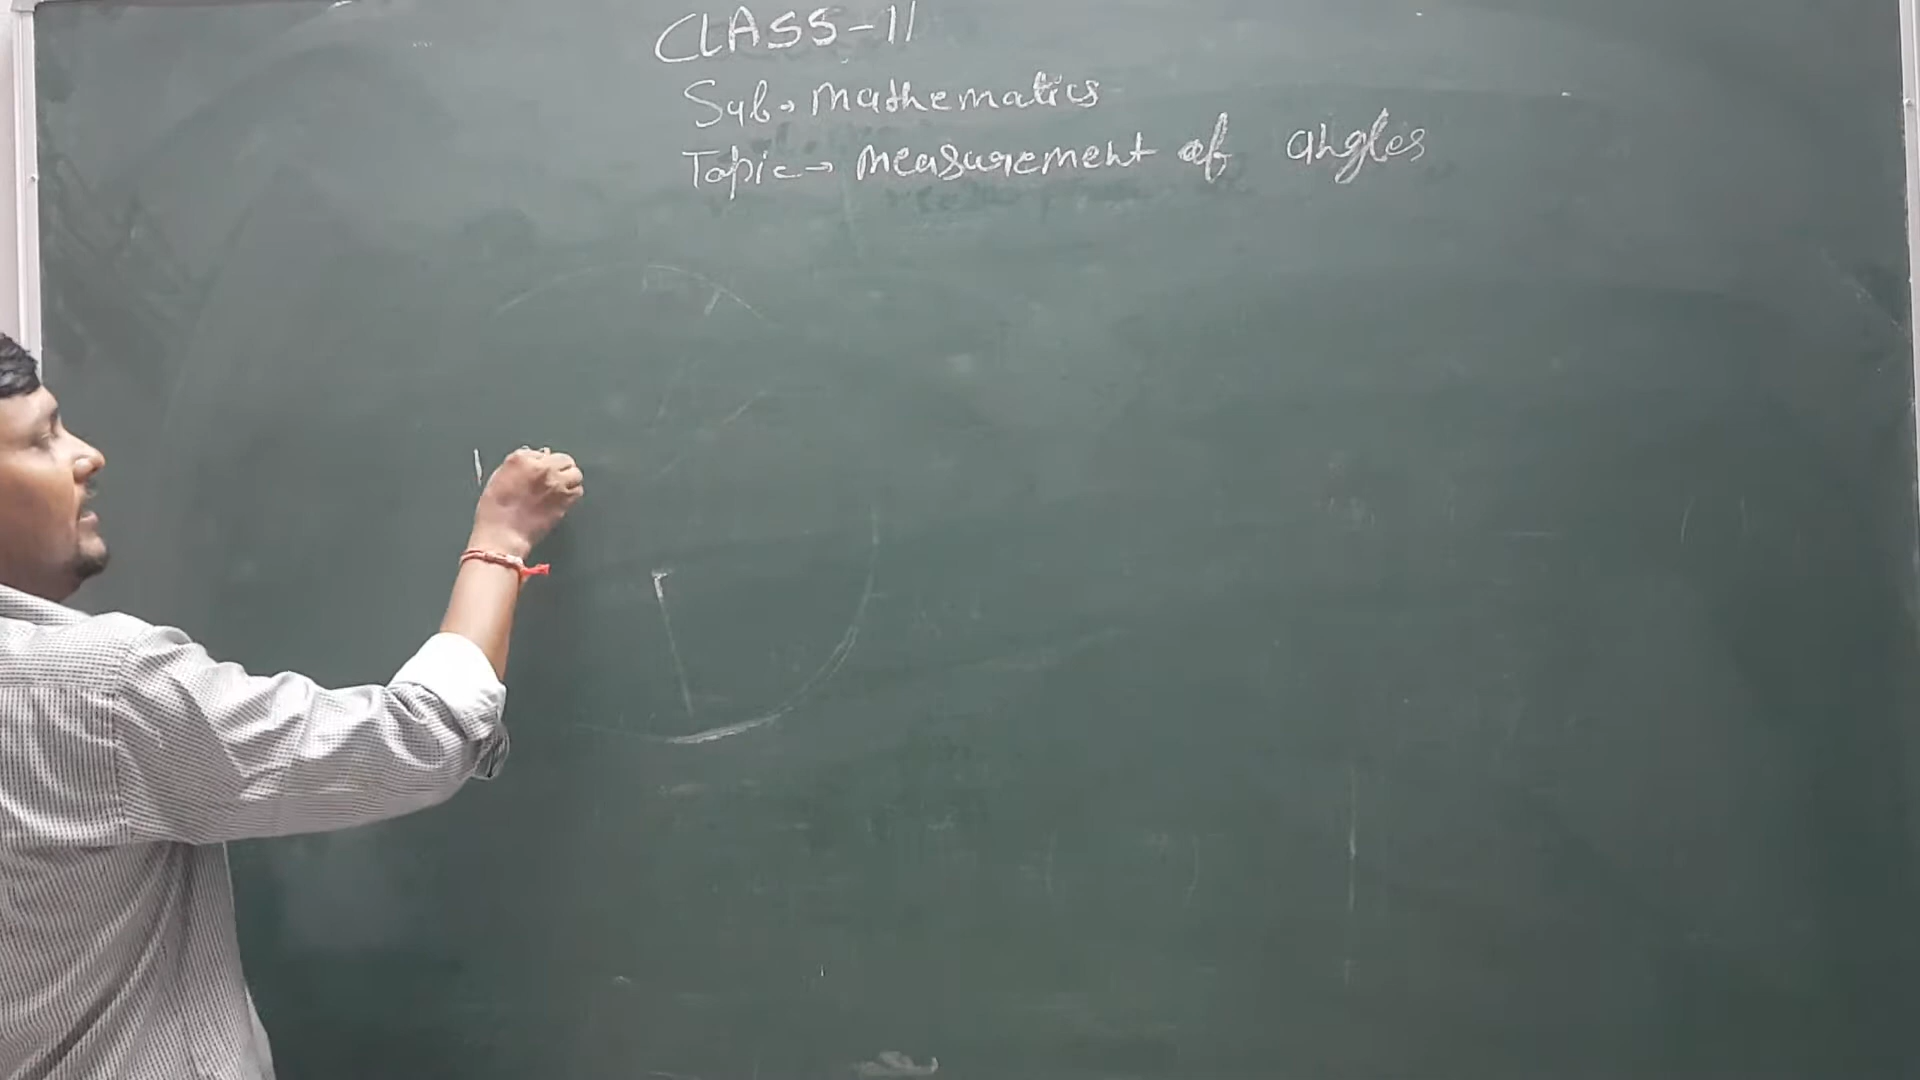 CLASS-11
Sub→ Mathematics
Topic→ measurement of angles